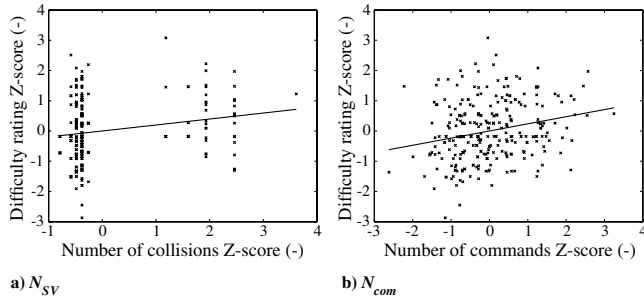 4
3
2
1
0
-1
-2
-3
Difficulty rating Z-score (-)
-1 0 1 2 3 4
Number of collisions Z-score (-)
a) N_SV
4
3
2
1
0
-1
-2
-3
Difficulty rating Z-score (-)
-3 -2 -1 0 1 2 3 4
Number of commands Z-score (-)
b) N_com